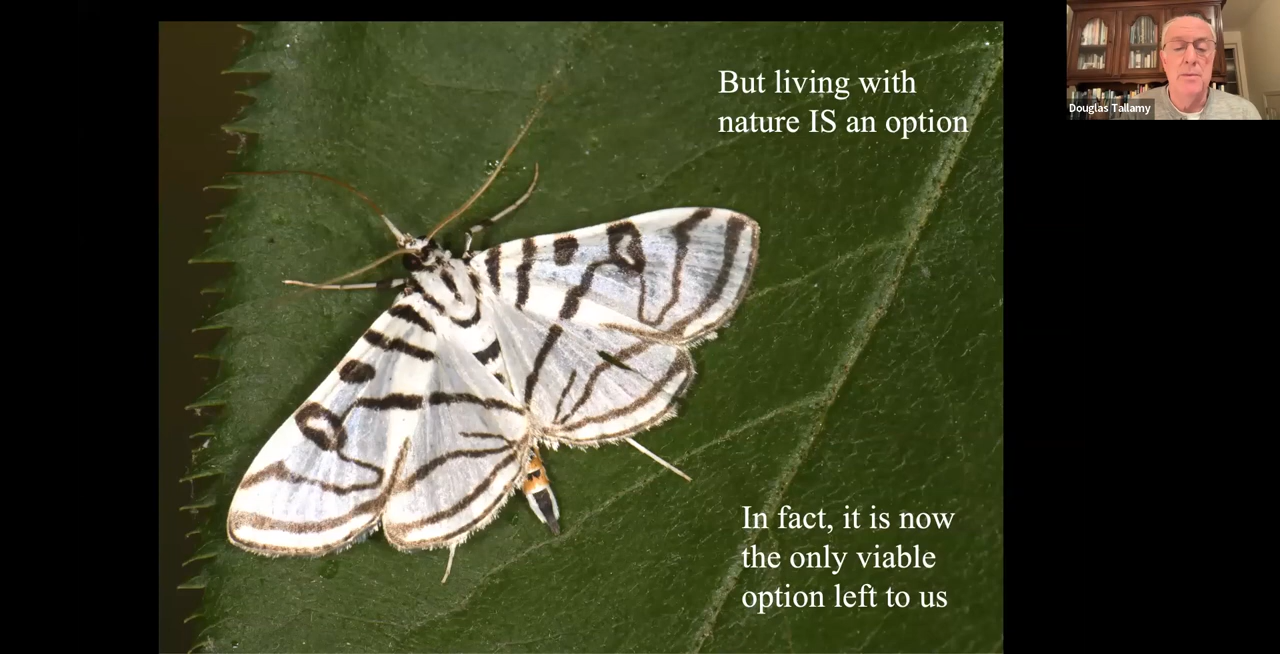 But living with
nature IS an option
Douglas Tallamy
In fact, it is now
the only viable
option left to us